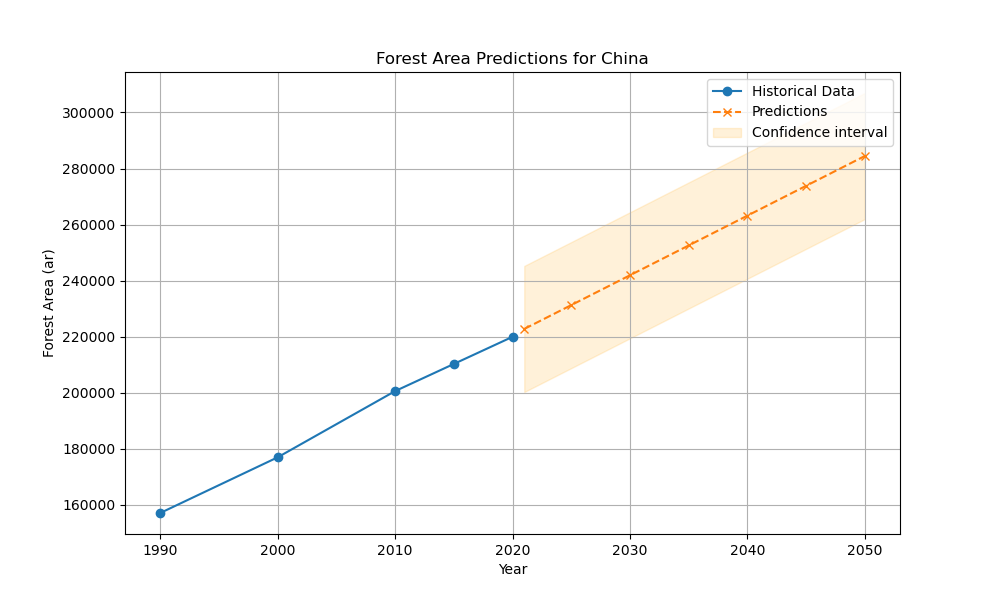 Forest Area Predictions for China
Historical Data
Predictions
Confidence interval
Forest Area (ar)
300000
280000
260000
240000
220000
200000
180000
160000
1990 2000 2010 2020 2030 2040 2050
Year